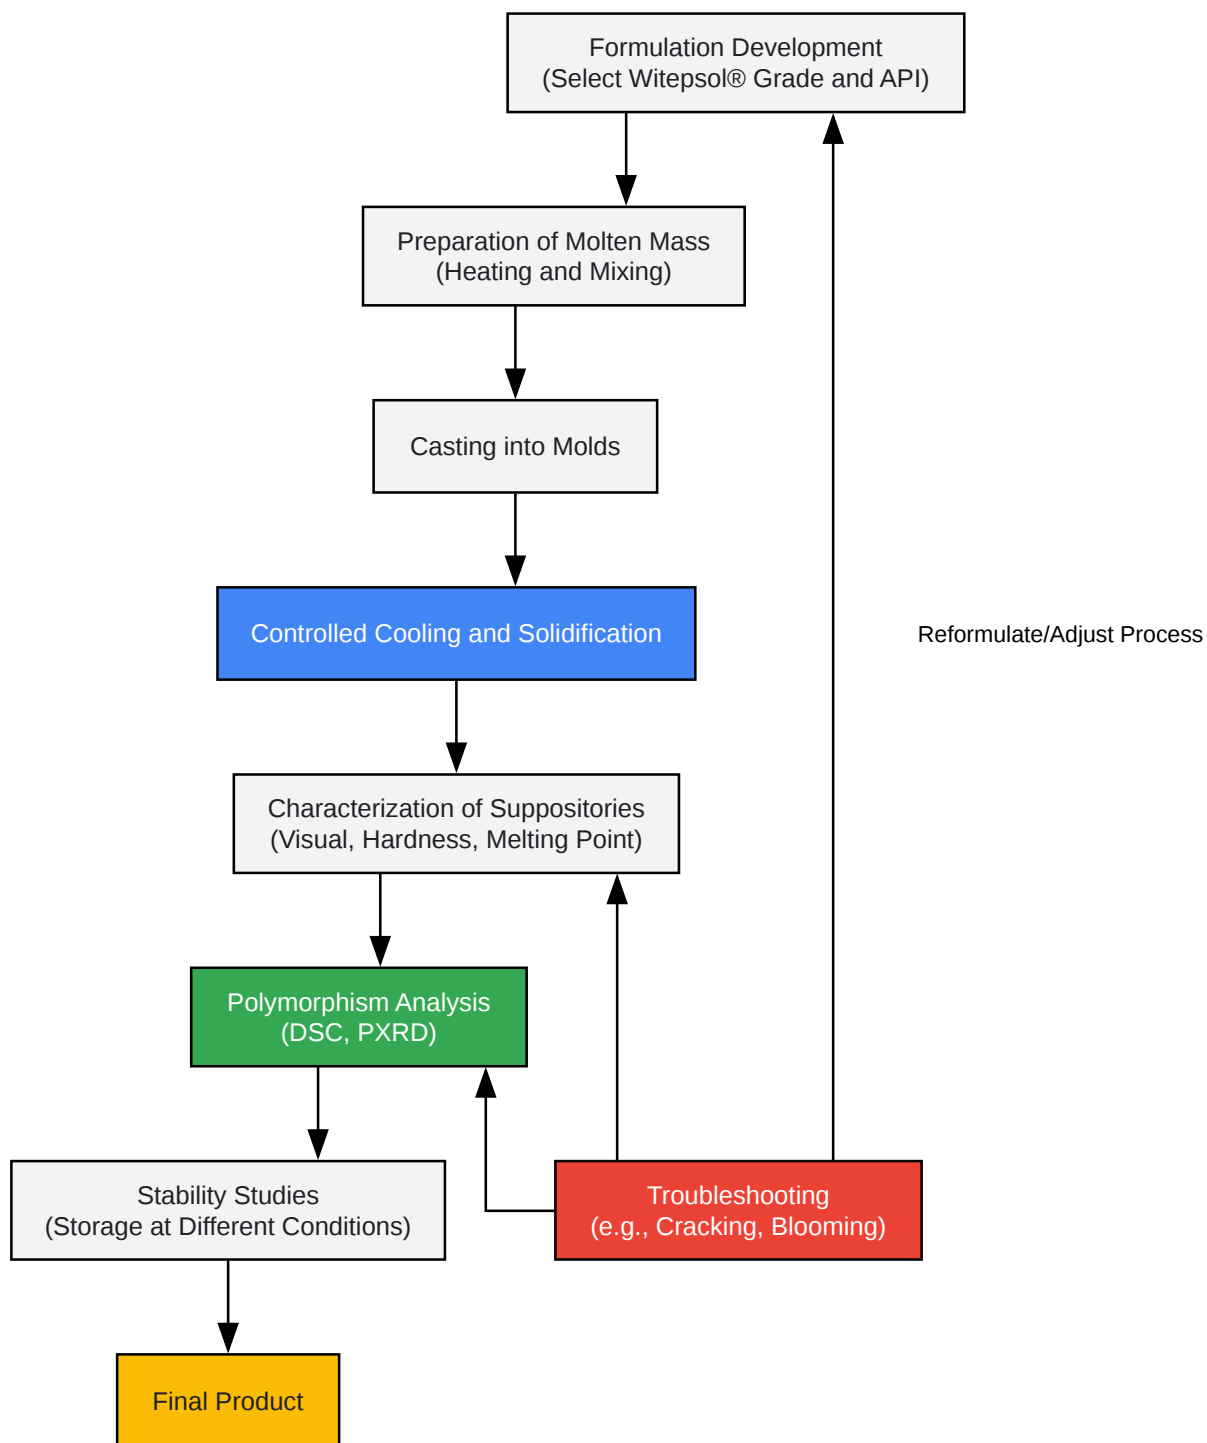 Formulation Development
(Select Witepsol® Grade and API)
Preparation of Molten Mass
(Heating and Mixing)
Casting into Molds
Controlled Cooling and Solidification
Reformulate/Adjust Process
Characterization of Suppositories
(Visual, Hardness, Melting Point)
Polymorphism Analysis
(DSC, PXRD)
Stability Studies
(Storage at Different Conditions)
Troubleshooting
(e.g., Cracking, Blooming)
Final Product